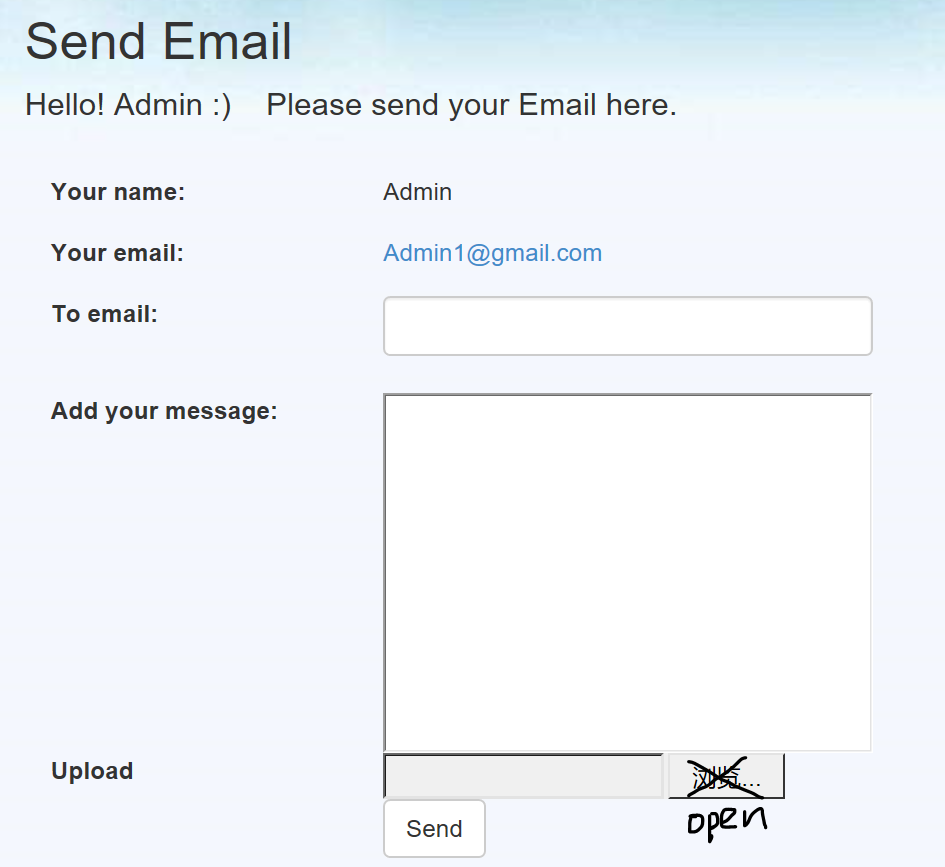 Send Email
Hello! Admin :) Please send your Email here.
Your name: Admin
Your email: Admin1@gmail.com
To email:
Add your message:
Upload 浏览...
open
Send